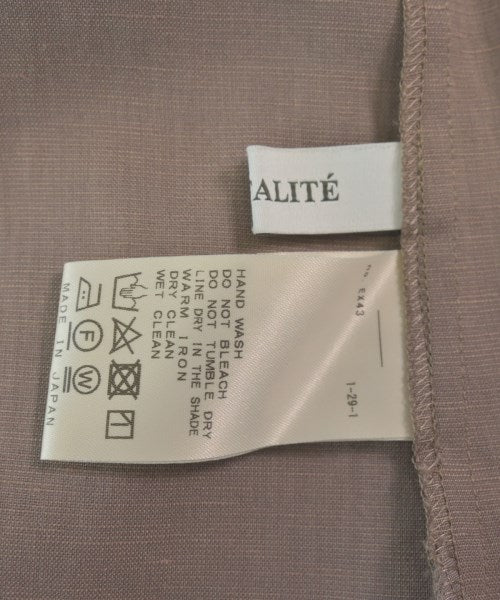 ALITÉ
no. EX43
1-29-1
HAND WASH
DO NOT BLEACH
DO NOT TUMBLE DRY
LINE DRY IN THE SHADE
WARM IRON
DRY CLEAN
WET CLEAN
F
W
MADE IN JAPAN